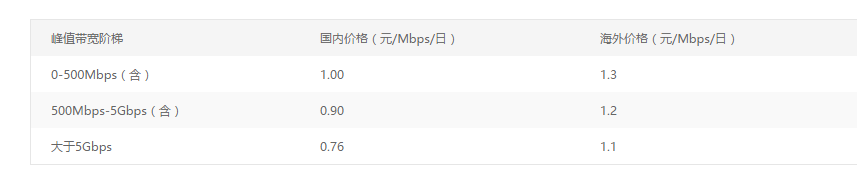 峰值带宽阶梯 国内价格（元/Mbps/日） 海外价格（元/Mbps/日）
0-500Mbps（含） 1.00 1.3
500Mbps-5Gbps（含） 0.90 1.2
大于5Gbps 0.76 1.1